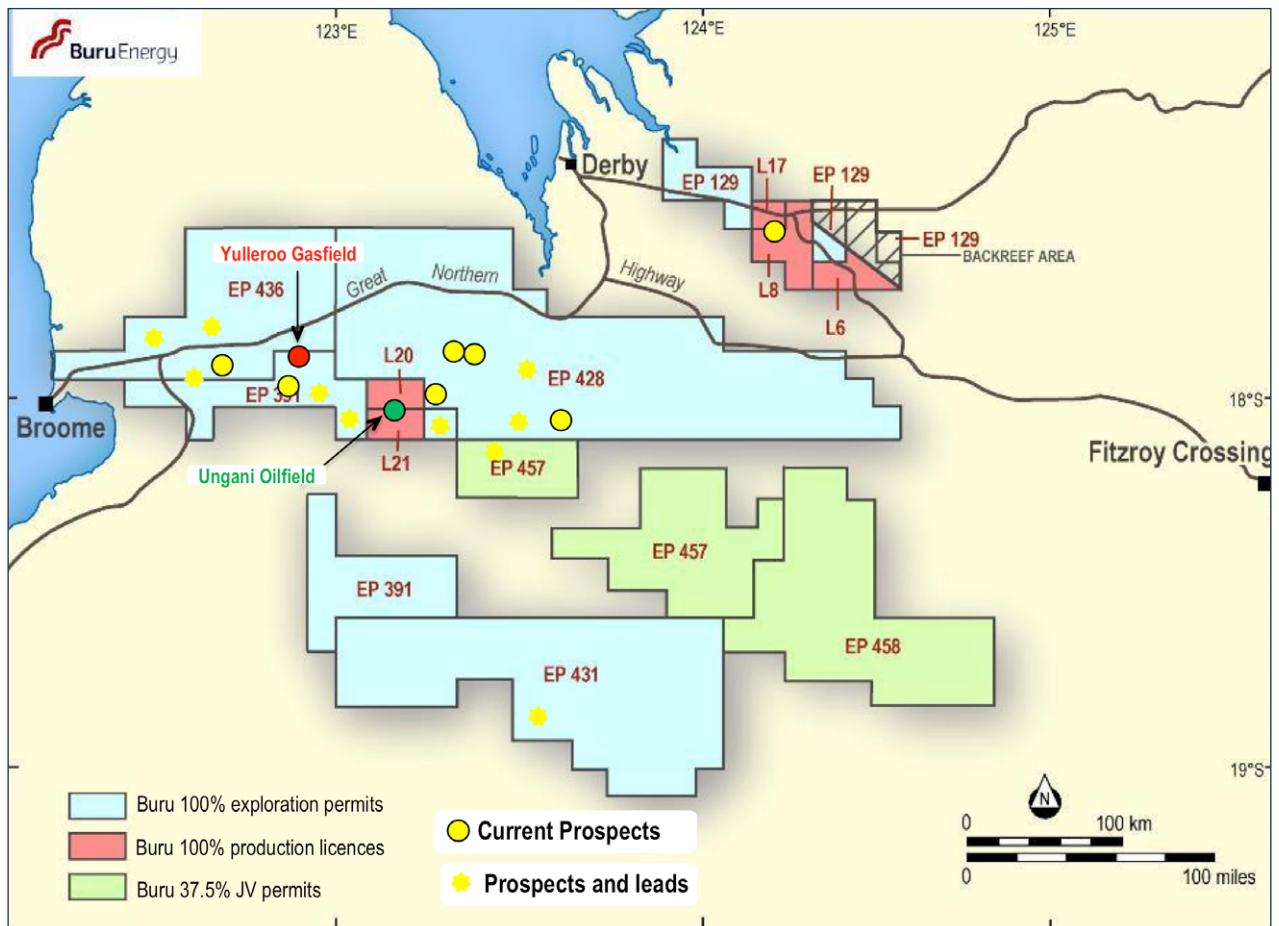 BuruEnergy
123°E
124°E
125°E
Derby
EP 129
L17
EP 129
EP 129
BACKREEF AREA
L8
L6
Yulleroo Gasfield
EP 436
Great
Northern
Highway
L20
EP 428
EP 391
18°S
Broome
L21
Ungani Oilfield
EP 457
Fitzroy Crossing
EP 457
EP 391
EP 458
EP 431
19°S
Buru 100% exploration permits
Buru 100% production licences
Buru 37.5% JV permits
Current Prospects
Prospects and leads
N
0 100 km
0 100 miles